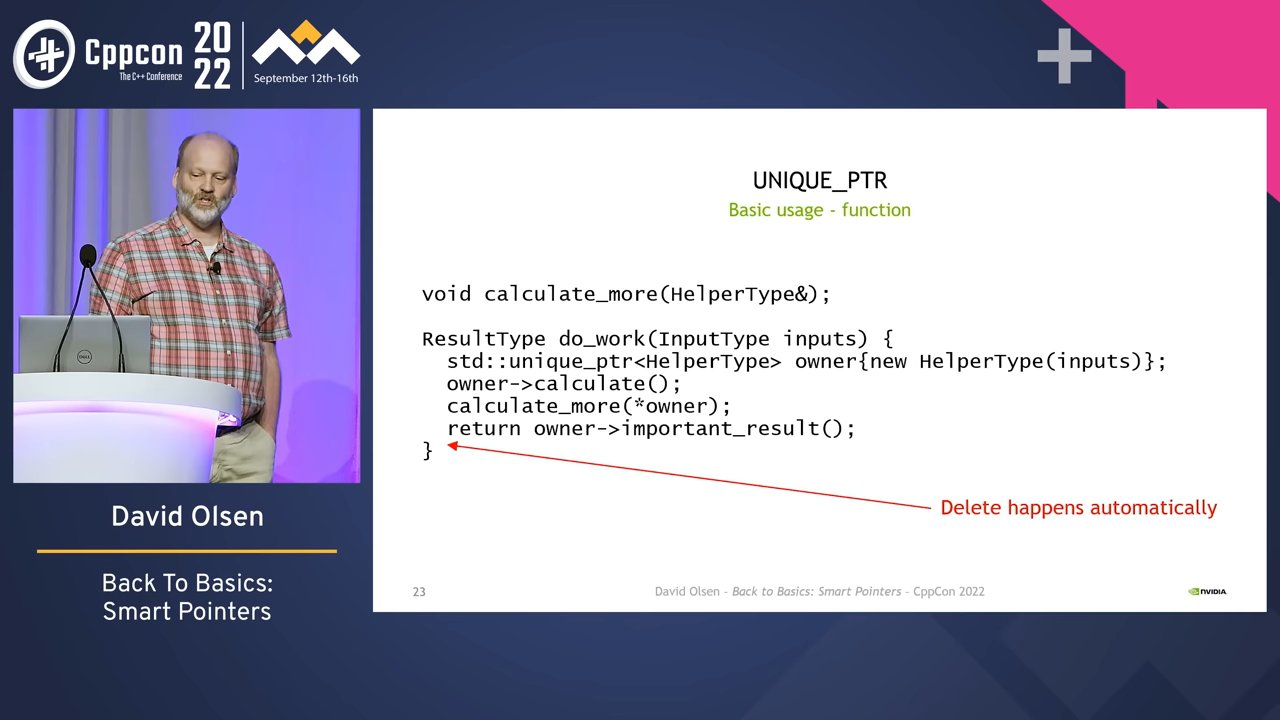 Cppcon
The C++ Conference
20
22
September 12th-16th
UNIQUE_PTR
Basic usage - function
void calculate_more(HelperType&);
ResultType do_work(InputType inputs) {
std::unique_ptr<HelperType> owner{new HelperType(inputs)};
owner->calculate();
calculate_more(*owner);
return owner->important_result();
}
Delete happens automatically
23
David Olsen - Back to Basics: Smart Pointers - CppCon 2022
NVIDIA
DELL
David Olsen
Back To Basics:
Smart Pointers